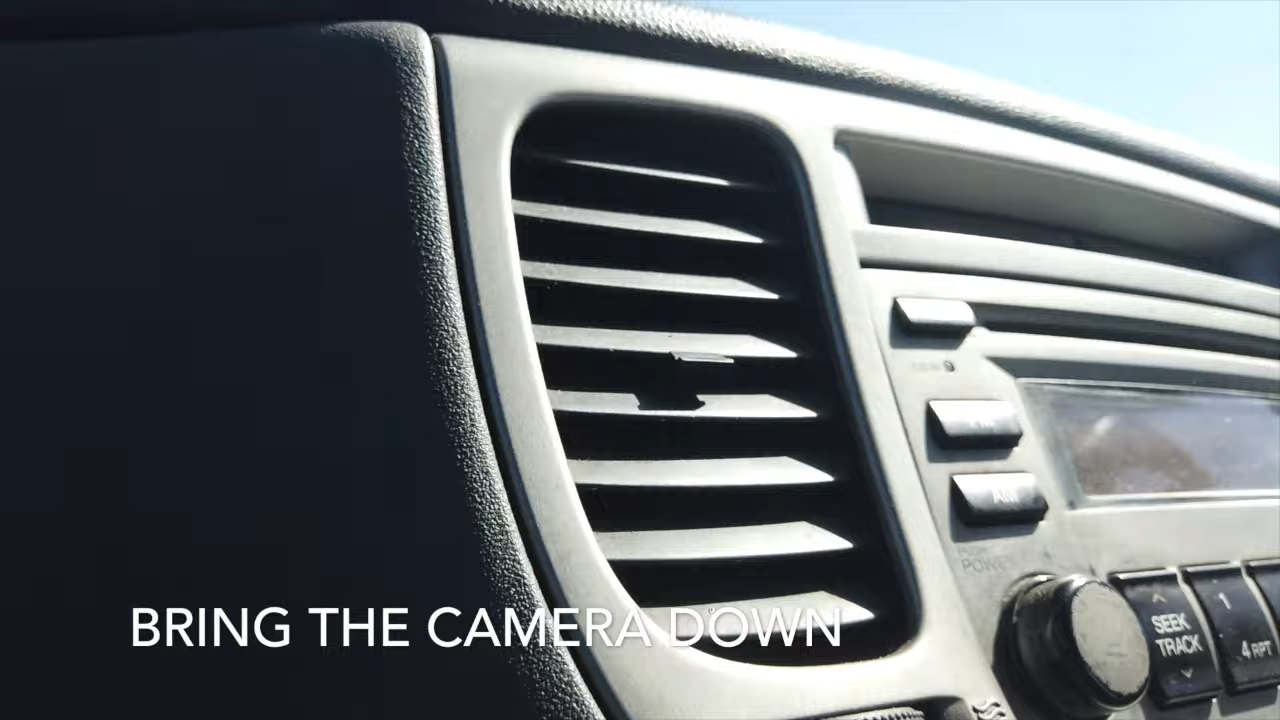 AM
POWER
SEEK
TRACK
1
4 RPT
BRING THE CAMERA DOWN